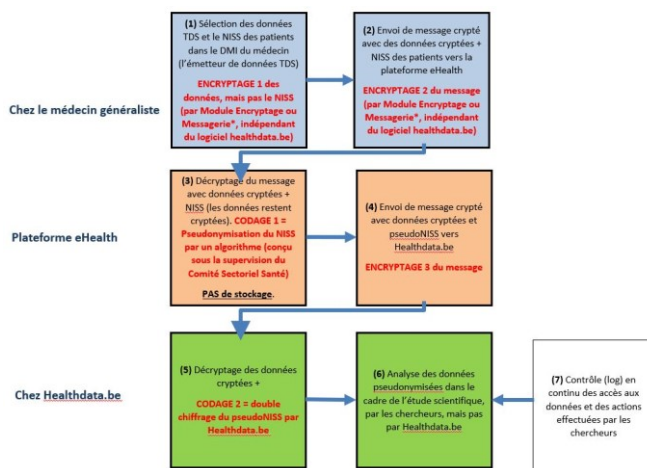 (1) Sélection des données
TDS et le NISS des patients
dans le DMI du médecin
(l'émetteur de données TDS)
ENCRYPTAGE 1 des
données, mais pas le NISS
(par Module Encryptage ou
Messagerie*, indépendant
du logiciel healthdata.be)
(2) Envoi de message crypté
avec des données cryptées +
NISS des patients vers la
plateforme eHealth
ENCRYPTAGE 2 du message
(par Module Encryptage ou
Messagerie*, indépendant
du logiciel healthdata.be)
Chez le médecin généraliste
(3) Décryptage du message
avec données cryptées +
NISS (les données restent
cryptées). CODAGE 1 =
Pseudonymisation du NISS
par un algorithme (conçu
sous la supervision du
Comité Sectoriel Santé)
PAS de stockage.
(4) Envoi de message crypté
avec données cryptées et
pseudoNISS vers
Healthdata.be
ENCRYPTAGE 3 du message
Plateforme eHealth
(5) Décryptage des données
cryptées +
CODAGE 2 = double
chiffrage du pseudoNISS par
Healthdata.be
(6) Analyse des données
pseudonymisées dans le
cadre de l'étude scientifique,
par les chercheurs, mais pas
par Healthdata.be
(7) Contrôle (log) en
continu des accès aux
données et des actions
effectuées par les
chercheurs
Chez Healthdata.be